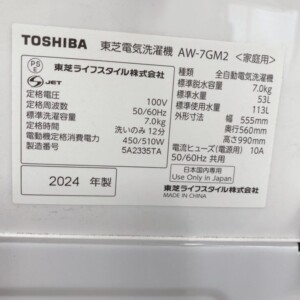 TOSHIBA 東芝電気洗濯機 AW-7GM2 <家庭用>
PS
E
JET
東芝ライフスタイル株式会社
定格電圧 100V
定格周波数 50/60Hz
標準洗濯容量 7.0kg
定格時間 洗いのみ 12分
電動機定格消費電力 450/510W
製造番号 5A2335TA
2024 年製
種類 全自動電気洗濯機
標準脱水容量 7.0kg
標準水量 53L
標準使用水量 113L
外形寸法 幅 555mm
奥行560mm
高さ990mm
電流ヒューズ(電源用) 10A
50/60Hz 共用
日本国内専用
Use Only in Japan
東芝ライフスタイル株式会社
MADE IN CHINA